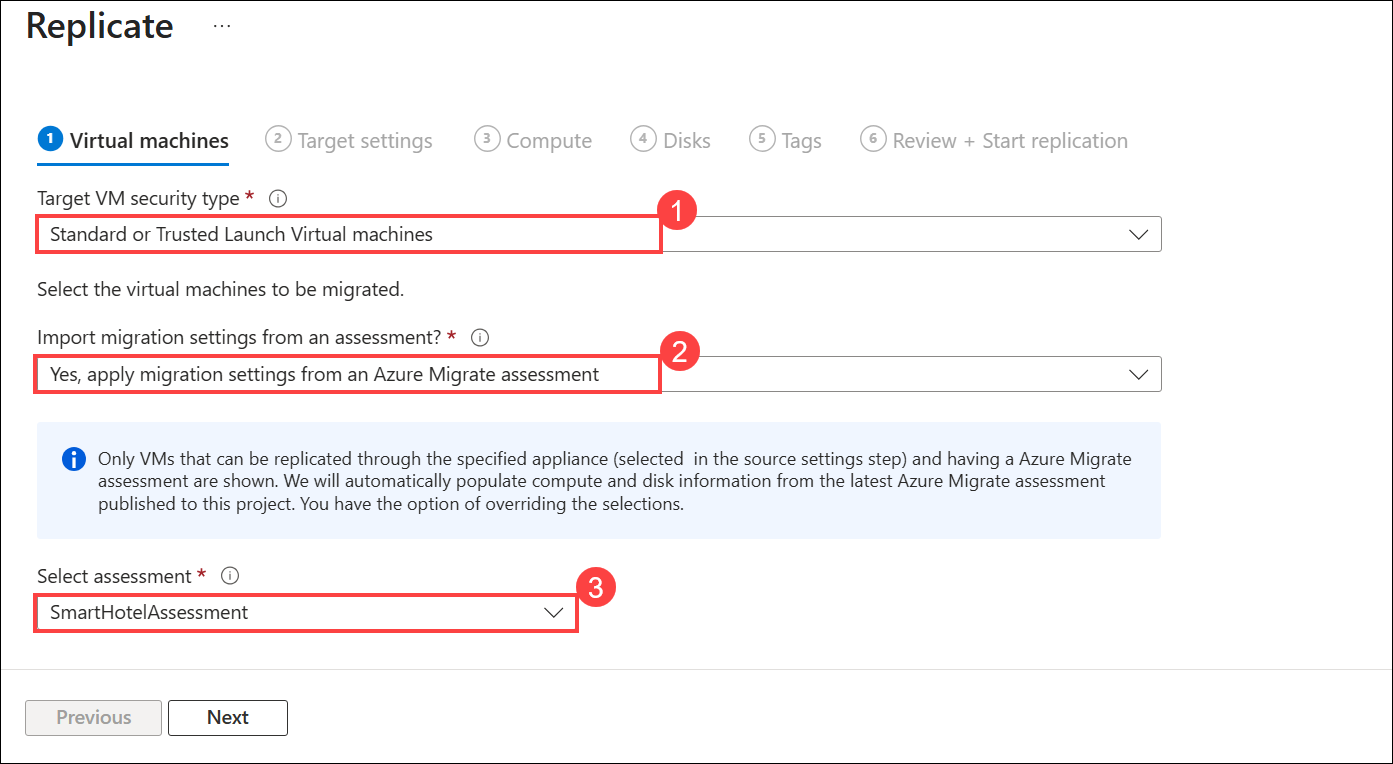 Replicate ...
1 Virtual machines 2 Target settings 3 Compute 4 Disks 5 Tags 6 Review + Start replication
Target VM security type * i
1
Standard or Trusted Launch Virtual machines
Select the virtual machines to be migrated.
Import migration settings from an assessment? * i
2
Yes, apply migration settings from an Azure Migrate assessment
i Only VMs that can be replicated through the specified appliance (selected in the source settings step) and having a Azure Migrate
assessment are shown. We will automatically populate compute and disk information from the latest Azure Migrate assessment
published to this project. You have the option of overriding the selections.
Select assessment * i
3
SmartHotelAssessment
Previous Next